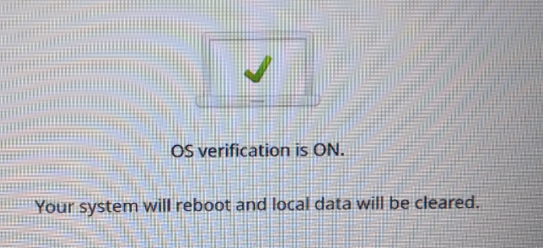 OS verification is ON.
Your system will reboot and local data will be cleared.